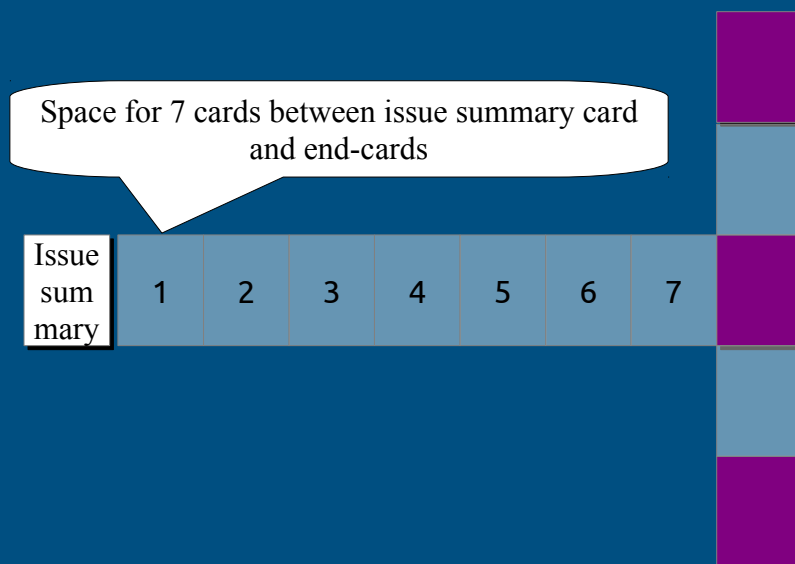 Space for 7 cards between issue summary card
and end-cards
Issue
sum
mary
1 2 3 4 5 6 7